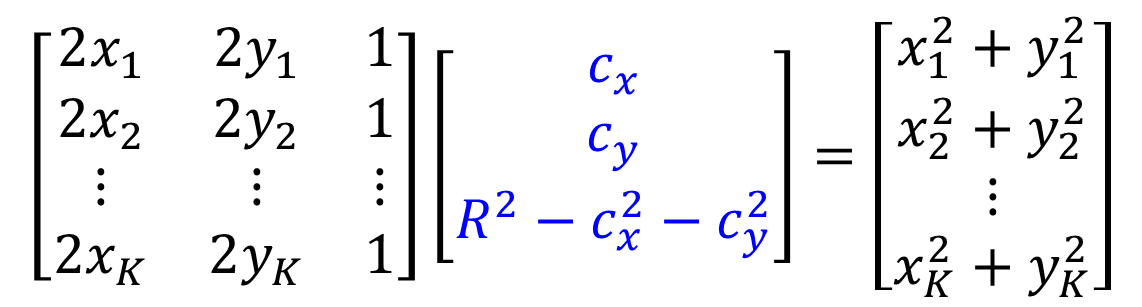 [2x₁ 2y₁ 1] [c_x] = [x₁² + y₁²]
[2x₂ 2y₂ 1] [c_y] [x₂² + y₂²]
[⋮ ⋮ ⋮] [⋮]
[2x_K 2y_K 1] [R² − c_x² − c_y²] [x_K² + y_K²]